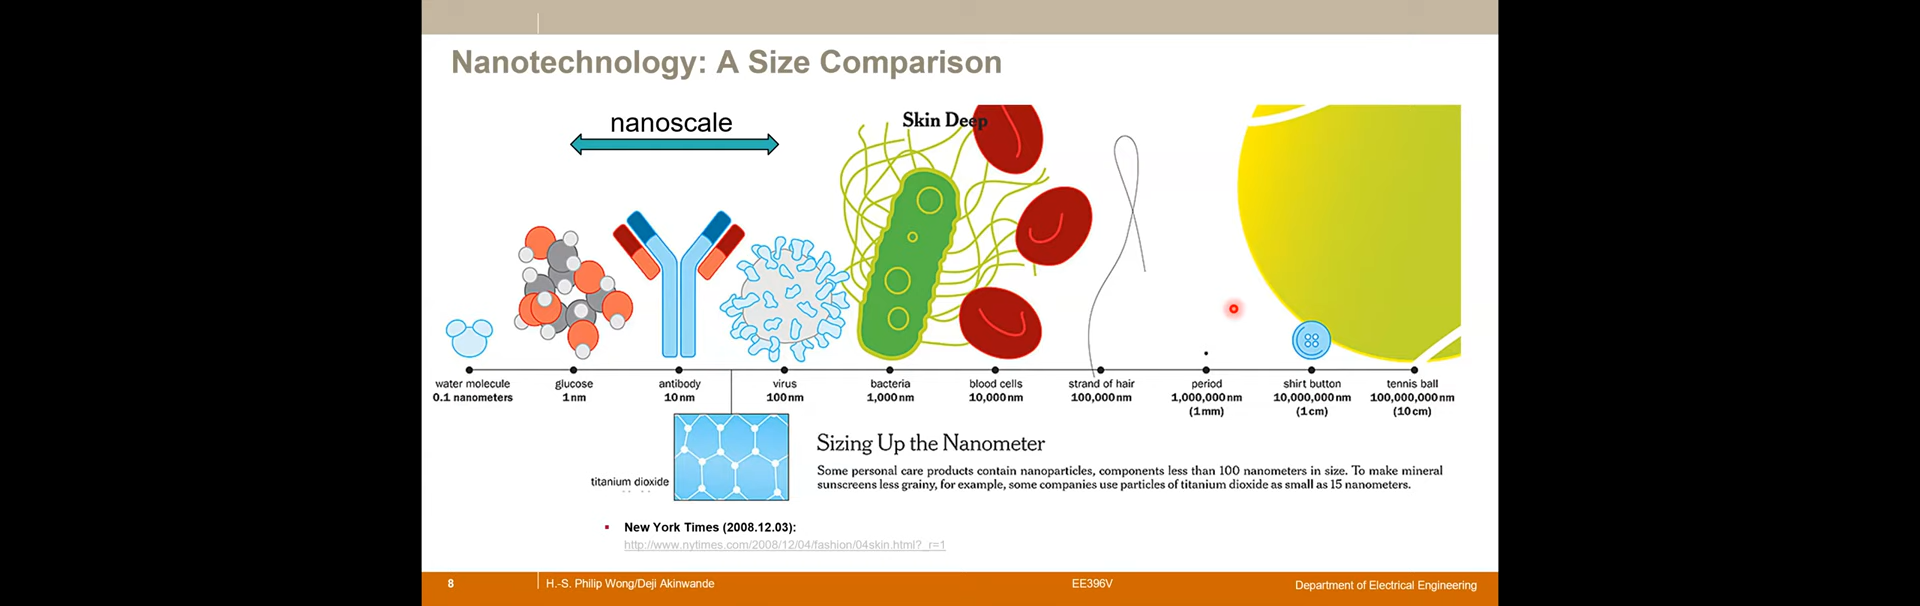 Nanotechnology: A Size Comparison
nanoscale
Skin Deep
water molecule
0.1 nanometers
glucose
1 nm
antibody
10 nm
virus
100 nm
bacteria
1,000 nm
blood cells
10,000 nm
strand of hair
100,000 nm
period
1,000,000 nm
(1 mm)
shirt button
10,000,000 nm
(1 cm)
tennis ball
100,000,000 nm
(10 cm)
titanium dioxide
Sizing Up the Nanometer
Some personal care products contain nanoparticles, components less than 100 nanometers in size. To make mineral
sunscreens less grainy, for example, some companies use particles of titanium dioxide as small as 15 nanometers.
▪ New York Times (2008.12.03):
http://www.nytimes.com/2008/12/04/fashion/04skin.html?_r=1
8
H.-S. Philip Wong/Deji Akinwande
EE396V
Department of Electrical Engineering